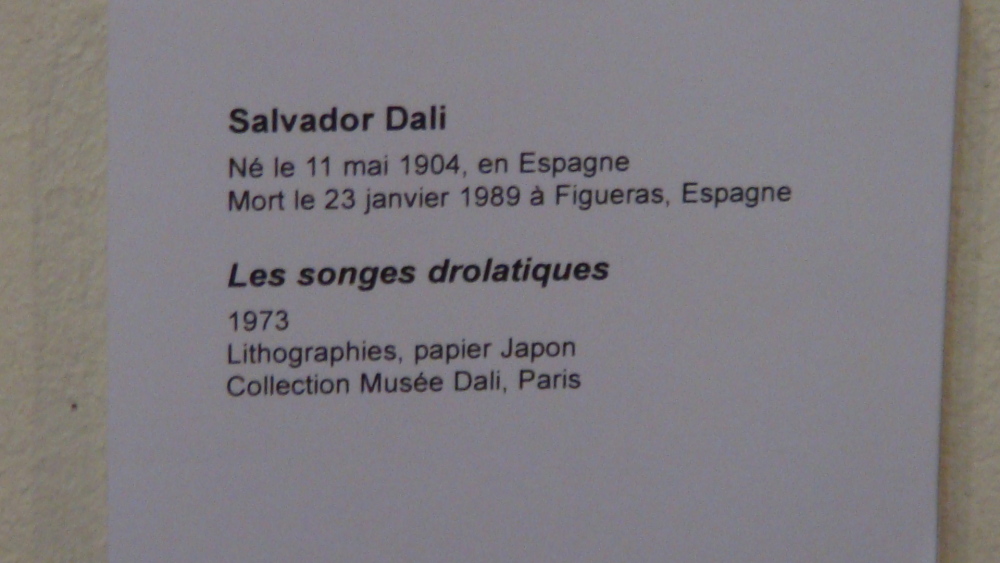 Salvador Dali
Né le 11 mai 1904, en Espagne
Mort le 23 janvier 1989 à Figueras, Espagne
Les songes drolatiques
1973
Lithographies, papier Japon
Collection Musée Dali, Paris